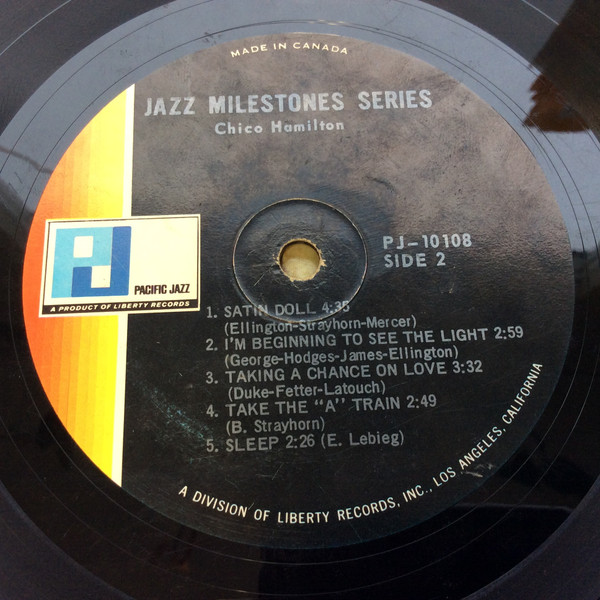 MADE IN CANADA
JAZZ MILESTONES SERIES
Chico Hamilton
PJ-10108
SIDE 2
PJ
PACIFIC JAZZ
A PRODUCT OF LIBERTY RECORDS
1. SATIN DOLL 4:35
(Ellington-Strayhorn-Mercer)
2. I'M BEGINNING TO SEE THE LIGHT 2:59
(George-Hodges-James-Ellington)
3. TAKING A CHANCE ON LOVE 3:32
(Duke-Fetter-Latouch)
4. TAKE THE "A" TRAIN 2:49
(B. Strayhorn)
5. SLEEP 2:26 (E. Lebieg)
A DIVISION OF LIBERTY RECORDS, INC., LOS ANGELES, CALIFORNIA